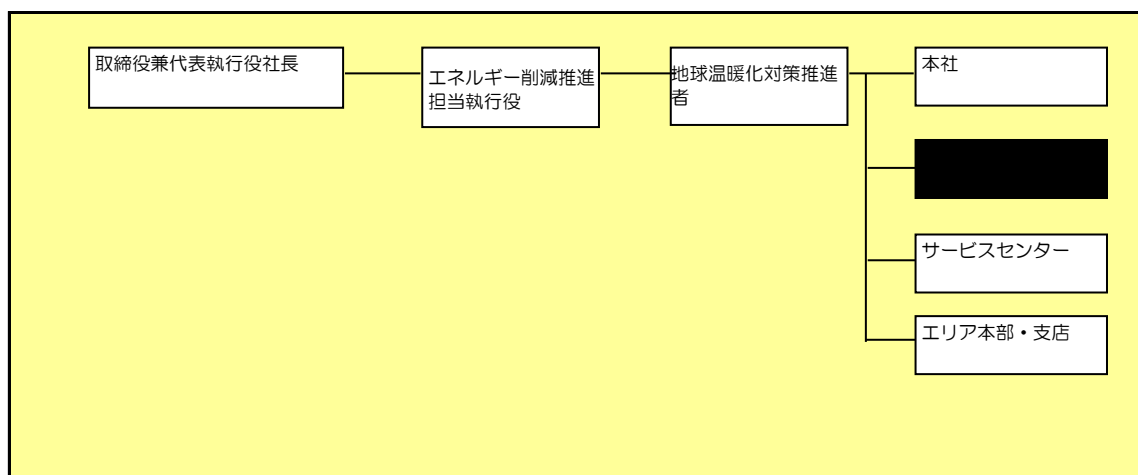 取締役兼代表執行役社長
エネルギー削減推進
担当執行役
地球温暖化対策推進
者
本社
サービスセンター
エリア本部・支店